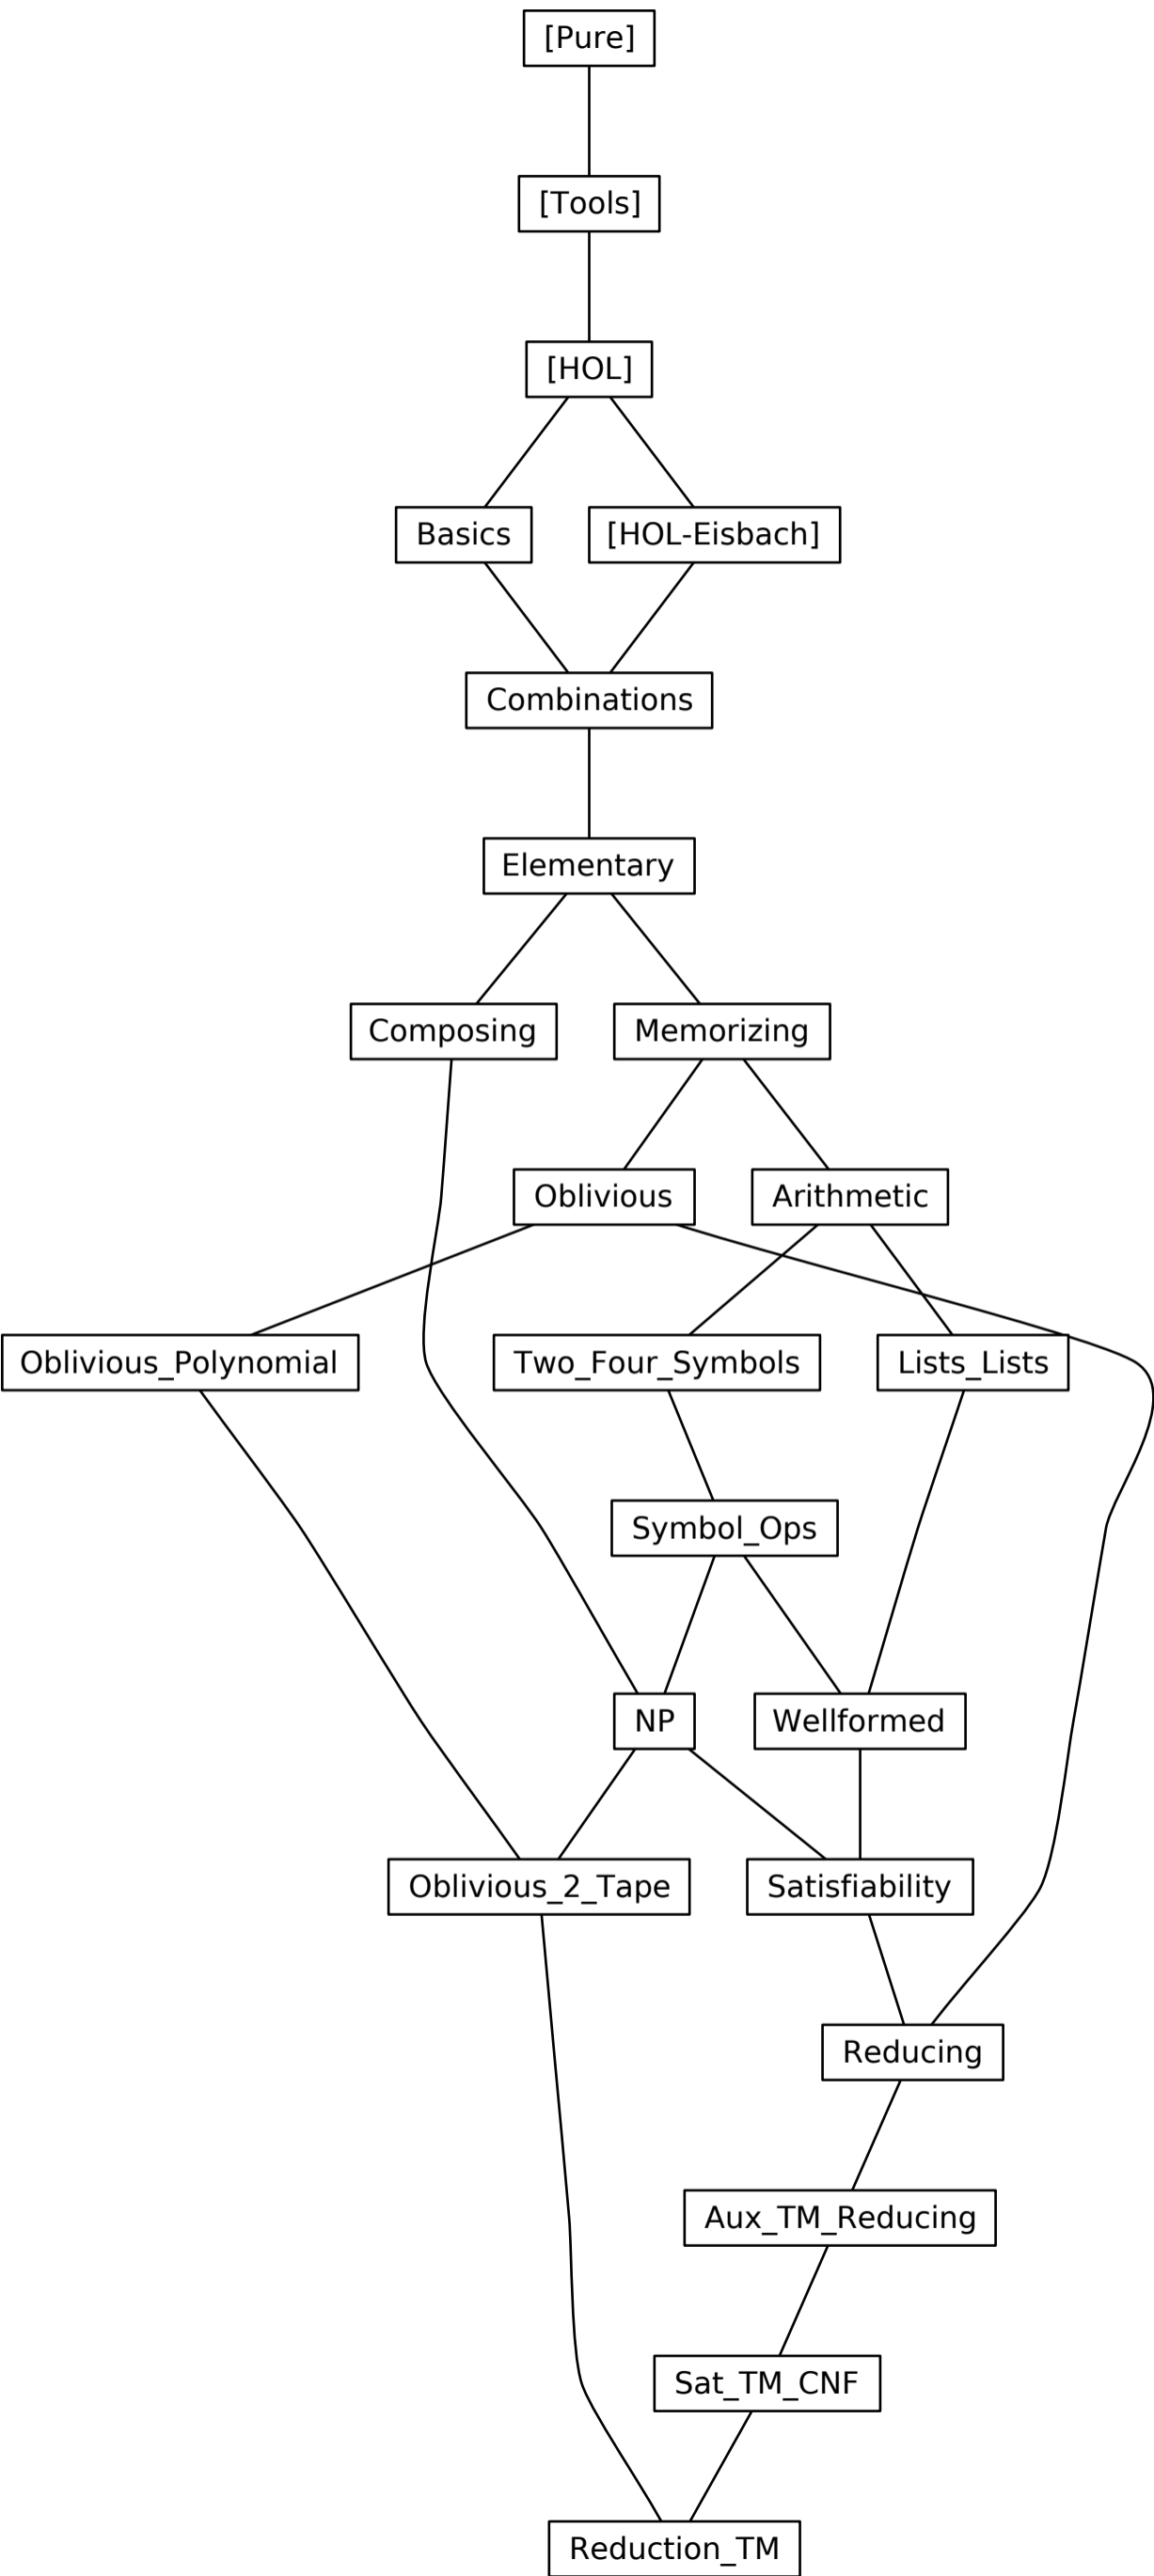 [Pure]
[Tools]
[HOL]
Basics
[HOL-Eisbach]
Combinations
Elementary
Composing
Memorizing
Oblivious
Arithmetic
Oblivious_Polynomial
Two_Four_Symbols
Lists_Lists
Symbol_Ops
NP
Wellformed
Oblivious_2_Tape
Satisfiability
Reducing
Aux_TM_Reducing
Sat_TM_CNF
Reduction_TM